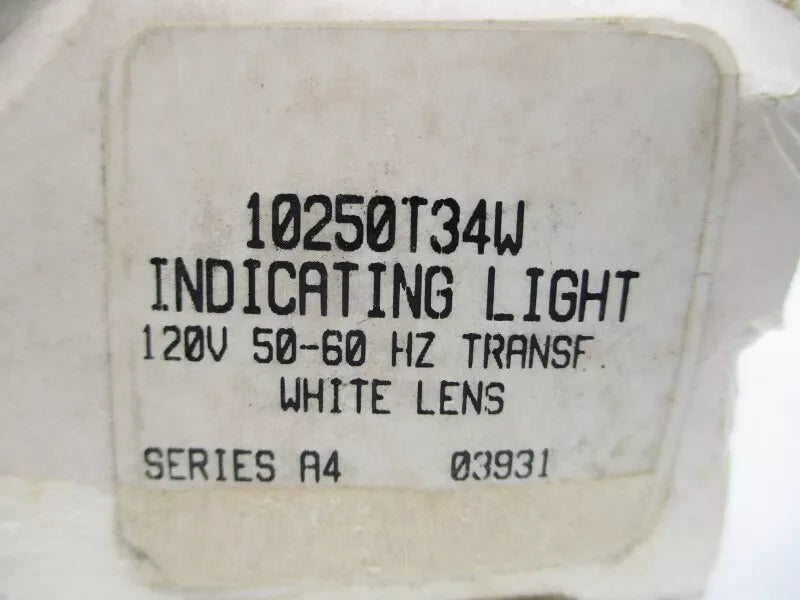 10250T34W
INDICATING LIGHT
120V 50-60 HZ TRANSF.
WHITE LENS
SERIES A4 03931